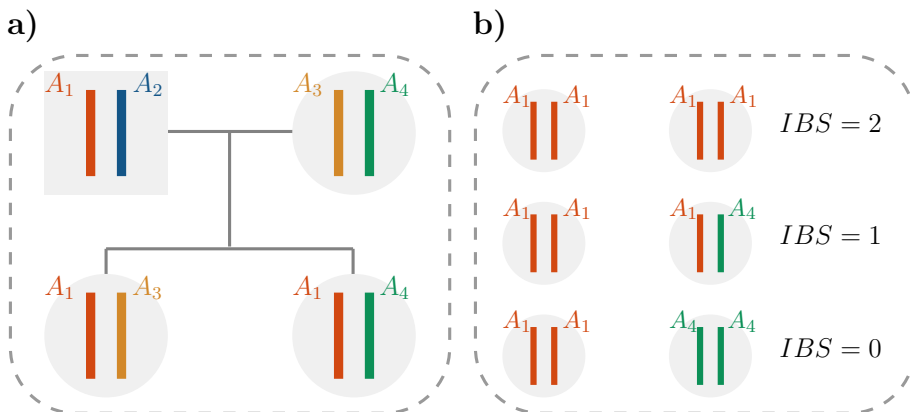 a)
A₁ A₂ A₃ A₄
A₁ A₃ A₁ A₄
b)
A₁ A₁ A₁ A₁ IBS = 2
A₁ A₁ A₁ A₄ IBS = 1
A₁ A₁ A₄ A₄ IBS = 0